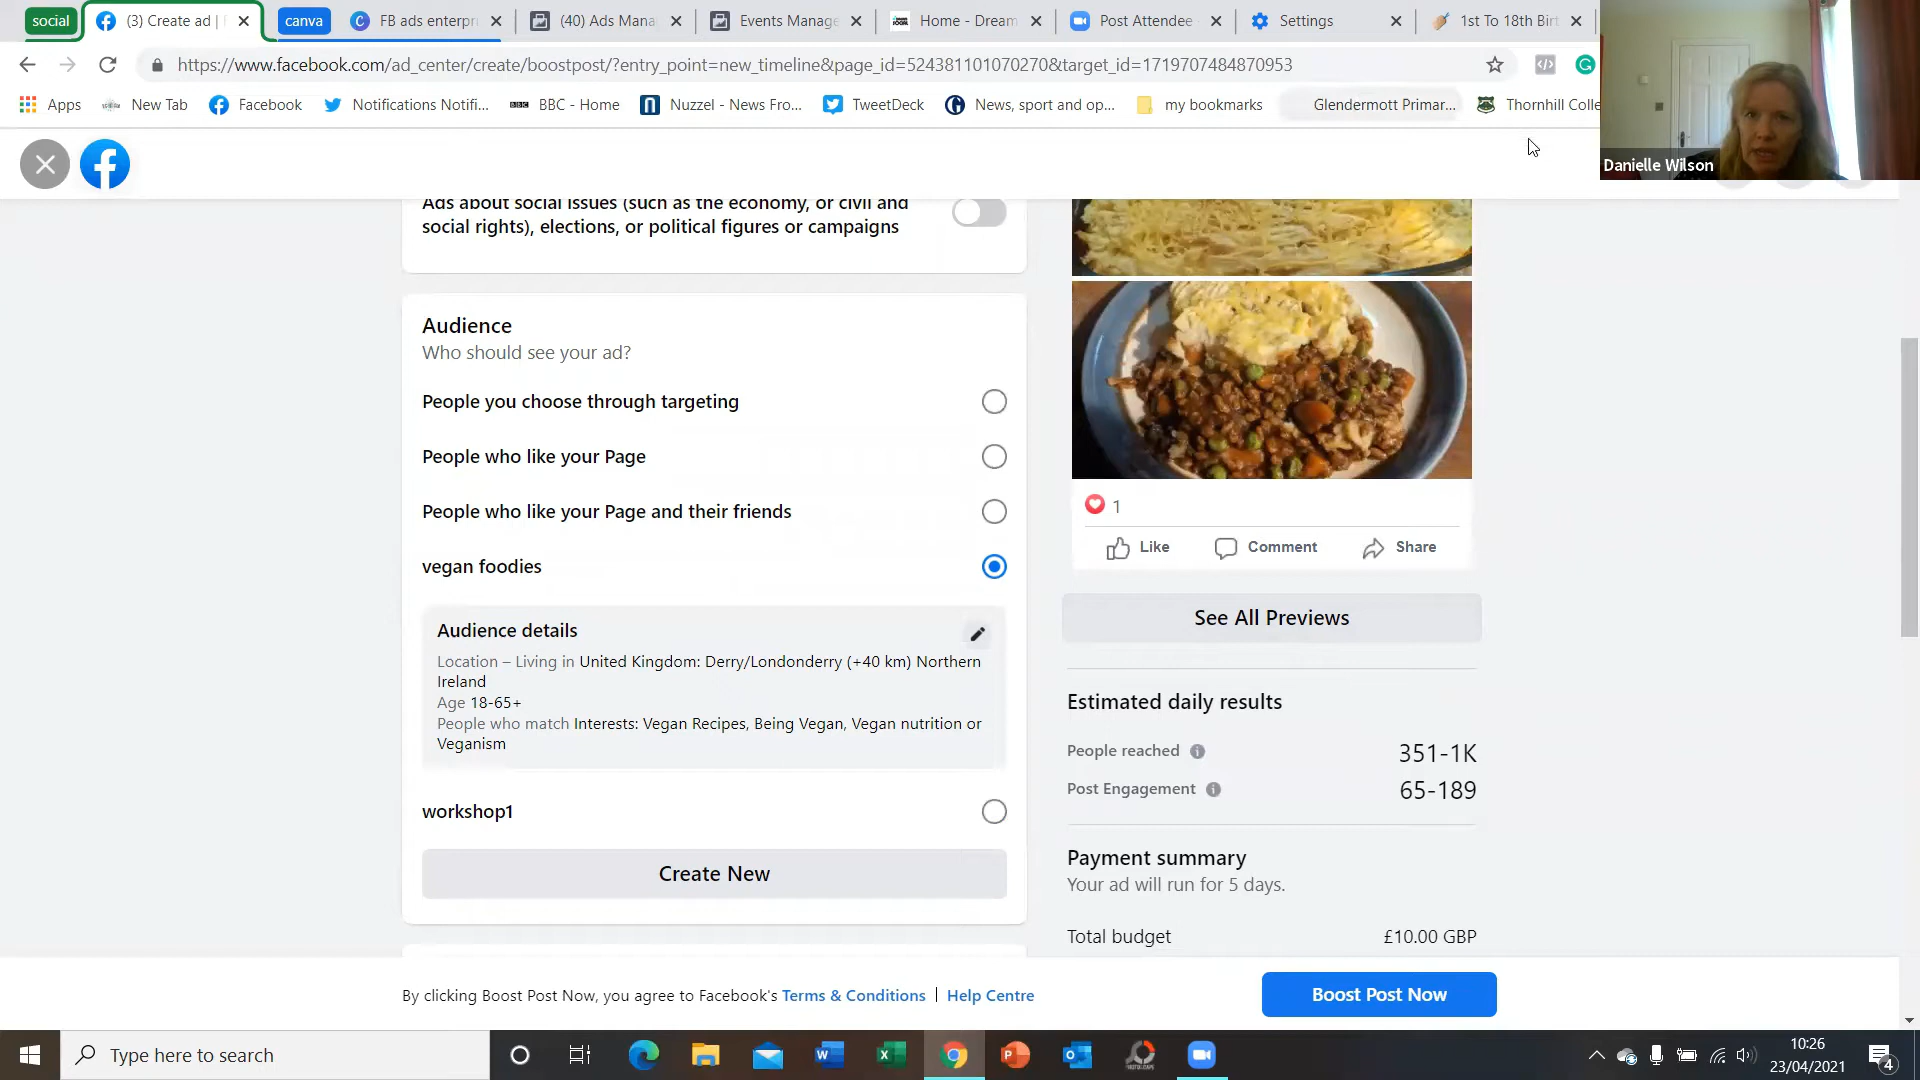 social
(3) Create ad | F
canva
FB ads enterpri
(40) Ads Mana
Events Manage
Home - Dream
Post Attendee
Settings
1st To 18th Birt
https://www.facebook.com/ad_center/create/boostpost/?entry_point=new_timeline&page_id=524381101070270&target_id=1719707484870953
Apps
New Tab
Facebook
Notifications Notifi...
BBC - Home
Nuzzel - News Fro...
TweetDeck
News, sport and op...
my bookmarks
Glendermott Primar...
Thornhill Colle
Danielle Wilson
Ads about social issues (such as the economy, or civil and
social rights), elections, or political figures or campaigns
Audience
Who should see your ad?
People you choose through targeting
People who like your Page
People who like your Page and their friends
vegan foodies
Audience details
Location – Living in United Kingdom: Derry/Londonderry (+40 km) Northern
Ireland
Age 18-65+
People who match Interests: Vegan Recipes, Being Vegan, Vegan nutrition or
Veganism
workshop1
Create New
1
Like
Comment
Share
See All Previews
Estimated daily results
People reached
351-1K
Post Engagement
65-189
Payment summary
Your ad will run for 5 days.
Total budget
£10.00 GBP
By clicking Boost Post Now, you agree to Facebook's Terms & Conditions | Help Centre
Boost Post Now
Type here to search
10:26
23/04/2021
4